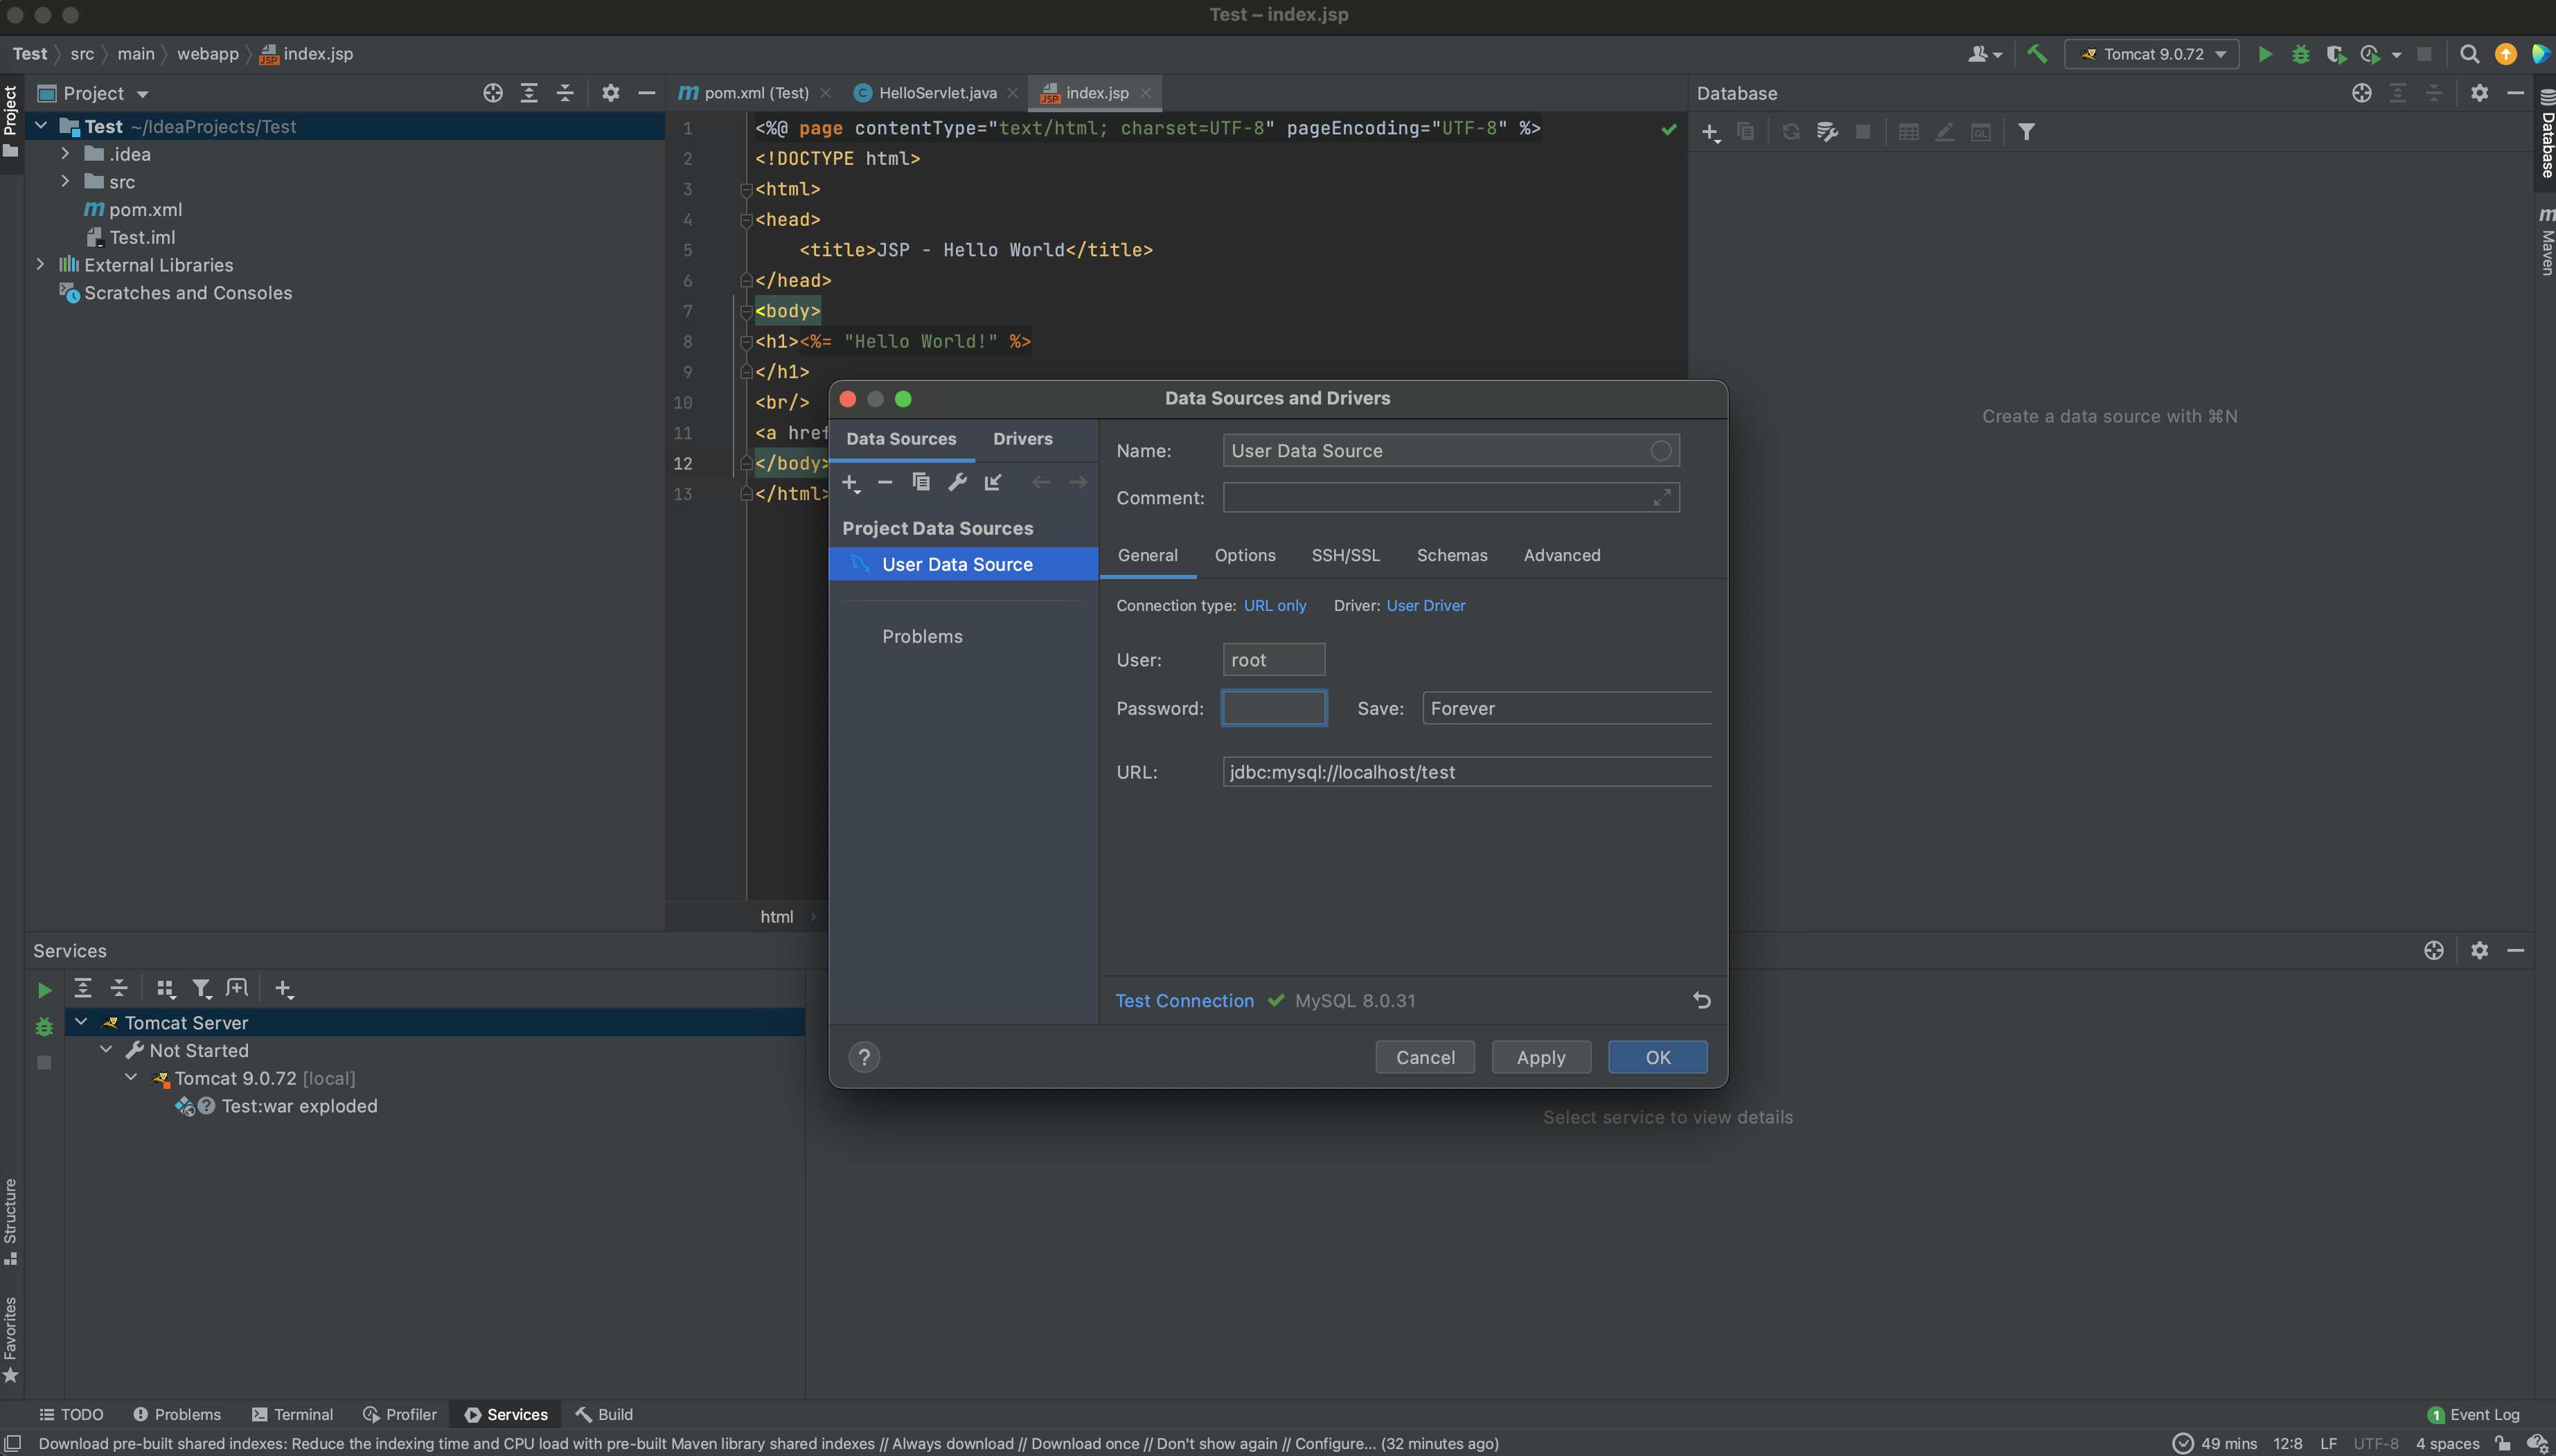 Test – index.jsp
Test
src
main
webapp
index.jsp
Tomcat 9.0.72
Project
Project
Test ~/IdeaProjects/Test
.idea
src
pom.xml
Test.iml
External Libraries
Scratches and Consoles
pom.xml (Test)
HelloServlet.java
index.jsp
1 <%@ page contentType="text/html; charset=UTF-8" pageEncoding="UTF-8" %>
2 <!DOCTYPE html>
3 <html>
4 <head>
5 <title>JSP - Hello World</title>
6 </head>
7 <body>
8 <h1><%= "Hello World!" %>
9 </h1>
10 <br/>
11 <a href
12 </body>
13 </html>
html
Database
Create a data source with ⌘N
Database
Maven
Data Sources and Drivers
Data Sources
Drivers
Project Data Sources
User Data Source
Problems
Name: User Data Source
Comment:
General
Options
SSH/SSL
Schemas
Advanced
Connection type: URL only Driver: User Driver
User: root
Password:
Save: Forever
URL: jdbc:mysql://localhost/test
Test Connection MySQL 8.0.31
?
Cancel
Apply
OK
Services
Tomcat Server
Not Started
Tomcat 9.0.72 [local]
Test:war exploded
Select service to view details
Structure
Favorites
TODO
Problems
Terminal
Profiler
Services
Build
1 Event Log
Download pre-built shared indexes: Reduce the indexing time and CPU load with pre-built Maven library shared indexes // Always download // Download once // Don't show again // Configure... (32 minutes ago)
49 mins
12:8
LF
UTF-8
4 spaces